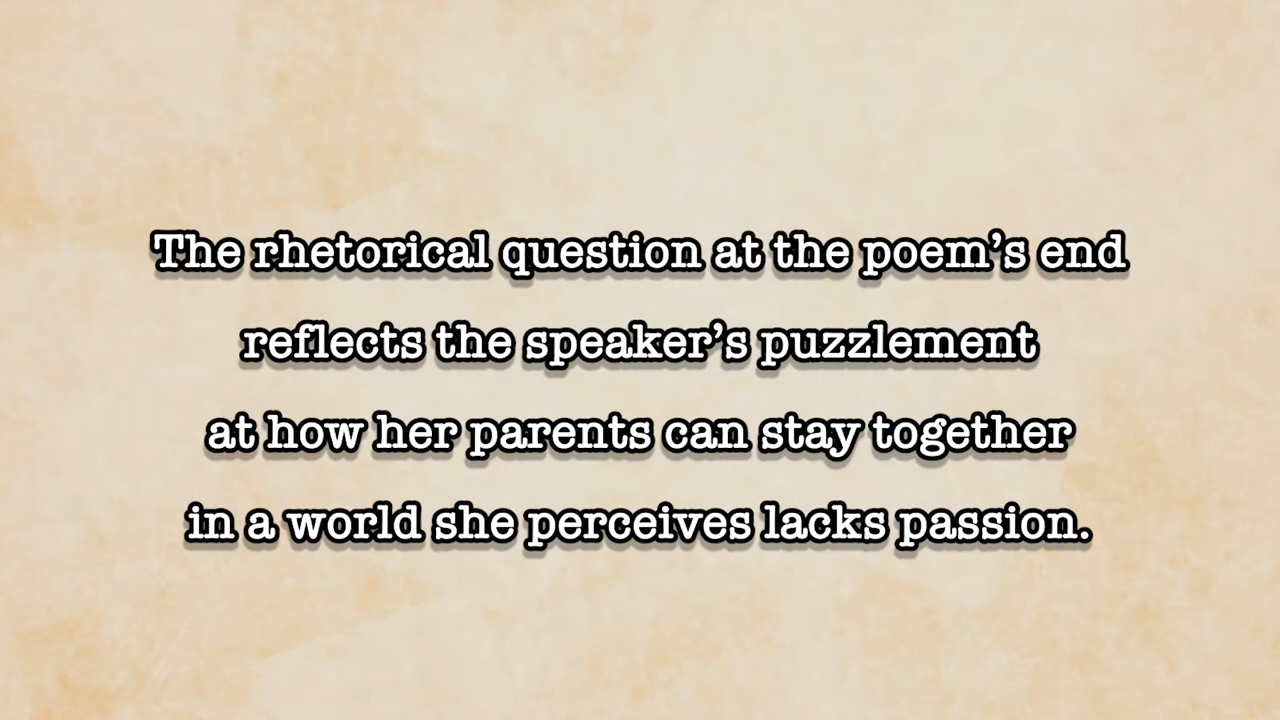 The rhetorical question at the poem’s end
reflects the speaker’s puzzlement
at how her parents can stay together
in a world she perceives lacks passion.